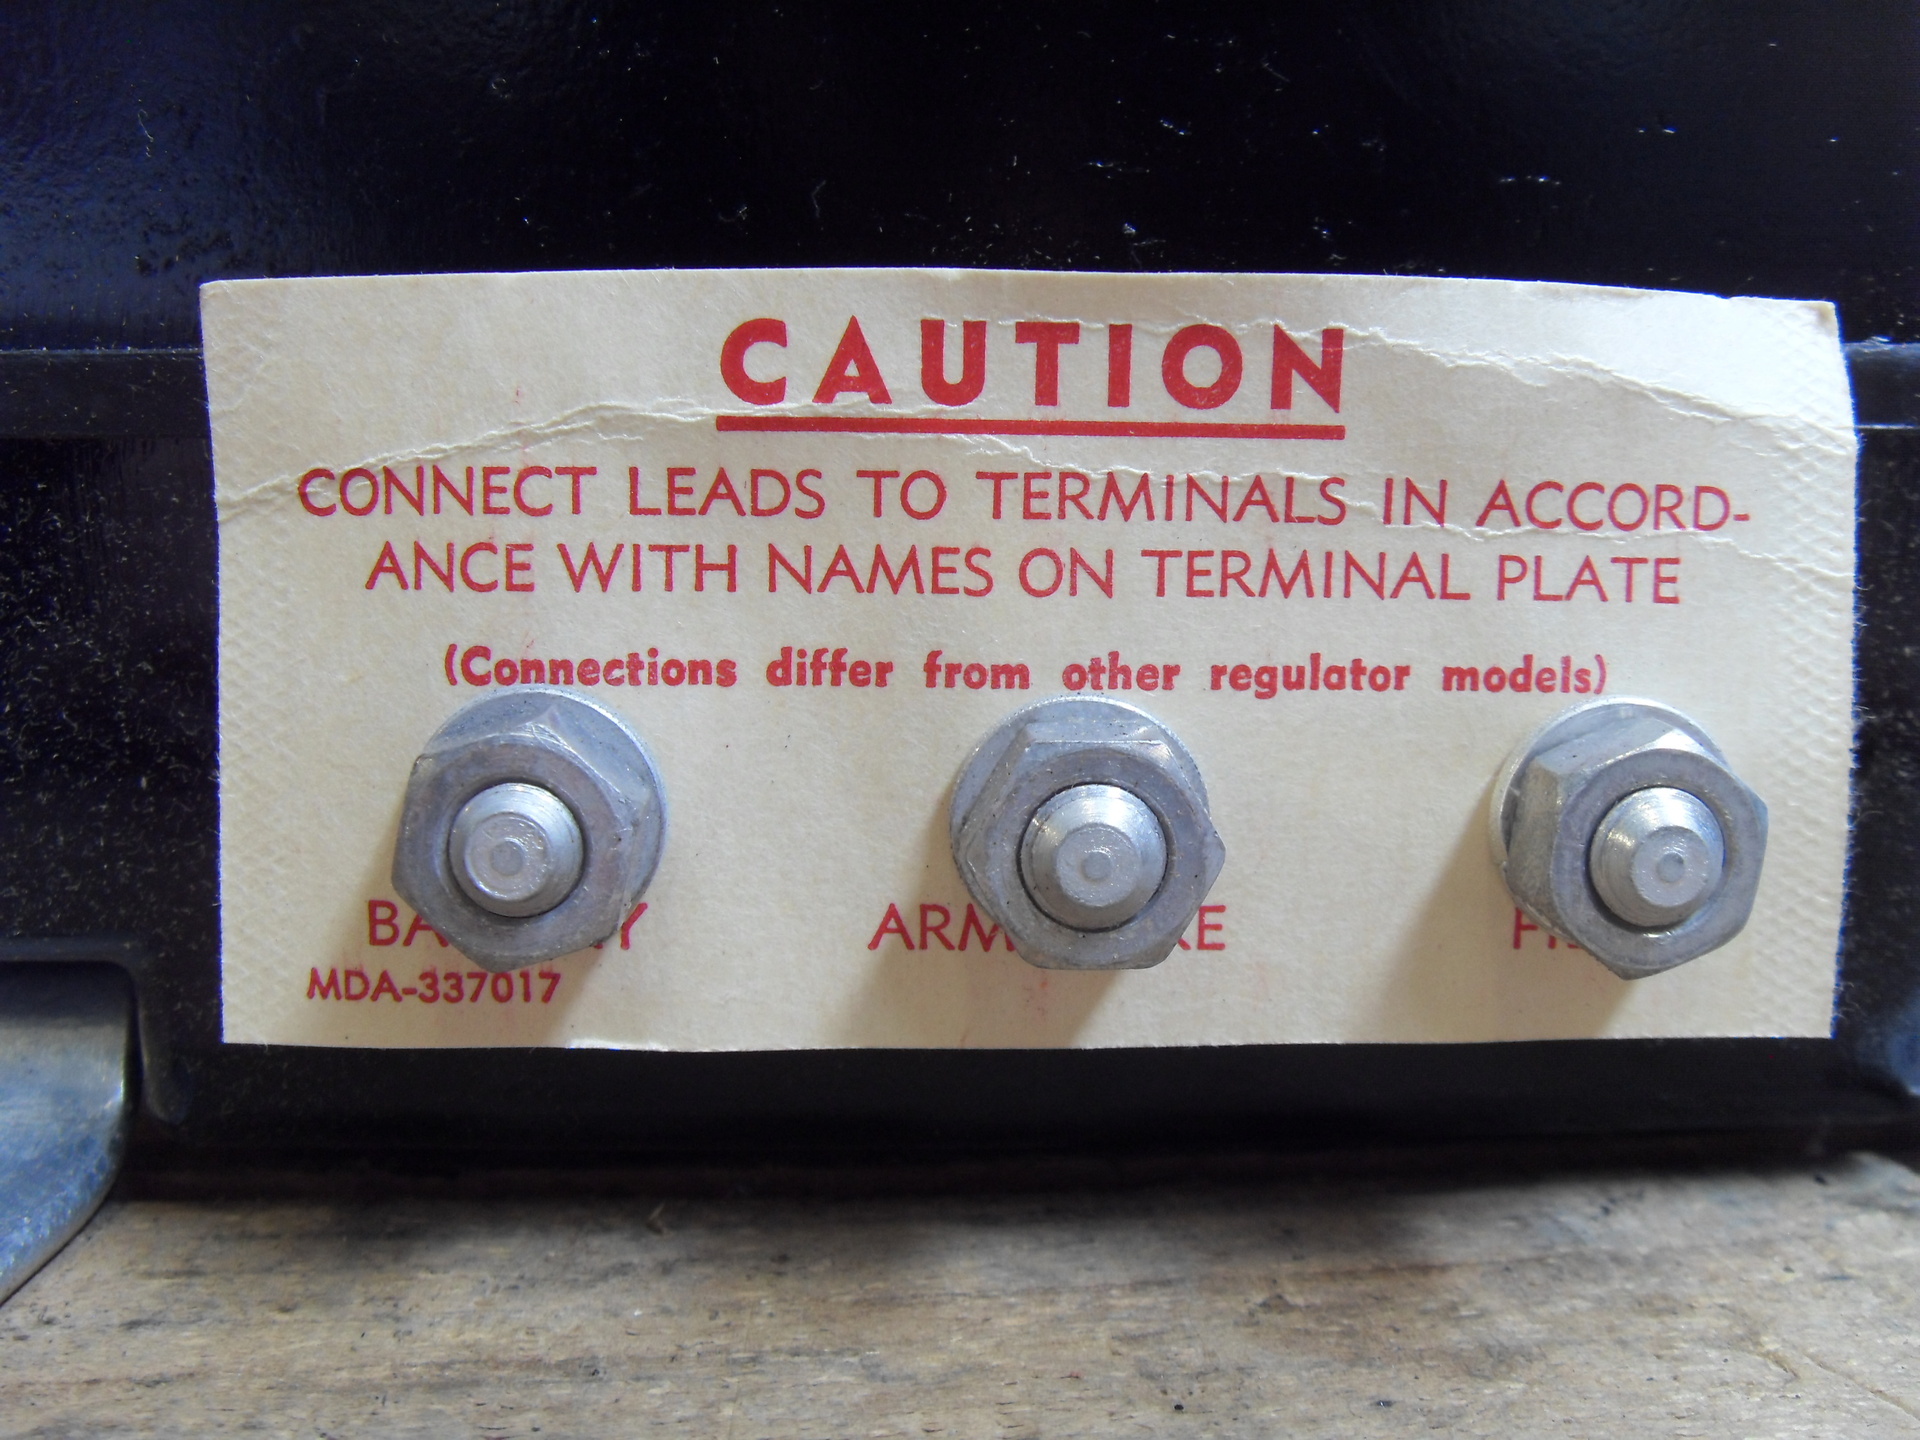 CAUTION
CONNECT LEADS TO TERMINALS IN ACCORD-
ANCE WITH NAMES ON TERMINAL PLATE
(Connections differ from other regulator models)
MDA-337017